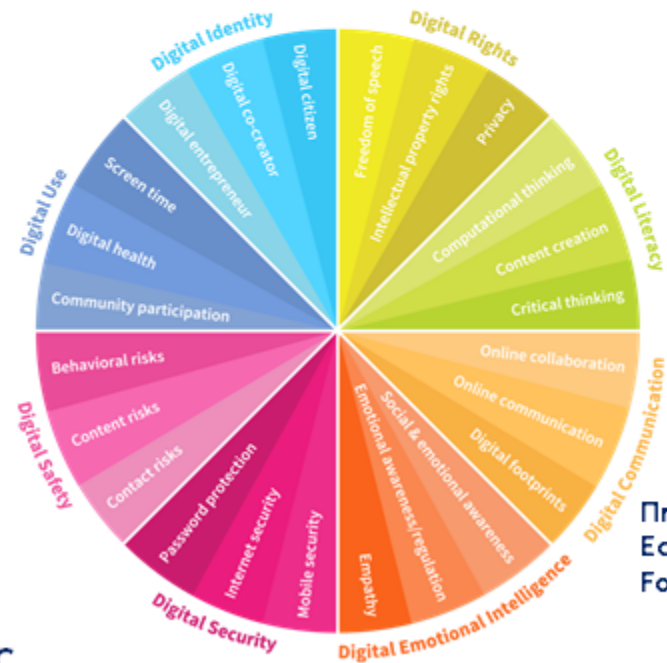 Digital Identity
Digital entrepreneur
Digital co-creator
Digital citizen
Digital Rights
Freedom of speech
Intellectual property rights
Privacy
Digital Literacy
Computational thinking
Content creation
Critical thinking
Digital Communication
Online collaboration
Online communication
Digital footprints
Digital Emotional Intelligence
Social & emotional awareness
Emotional awareness/regulation
Empathy
Digital Security
Mobile security
Internet security
Password protection
Digital Safety
Contact risks
Content risks
Behavioral risks
Digital Use
Community participation
Digital health
Screen time